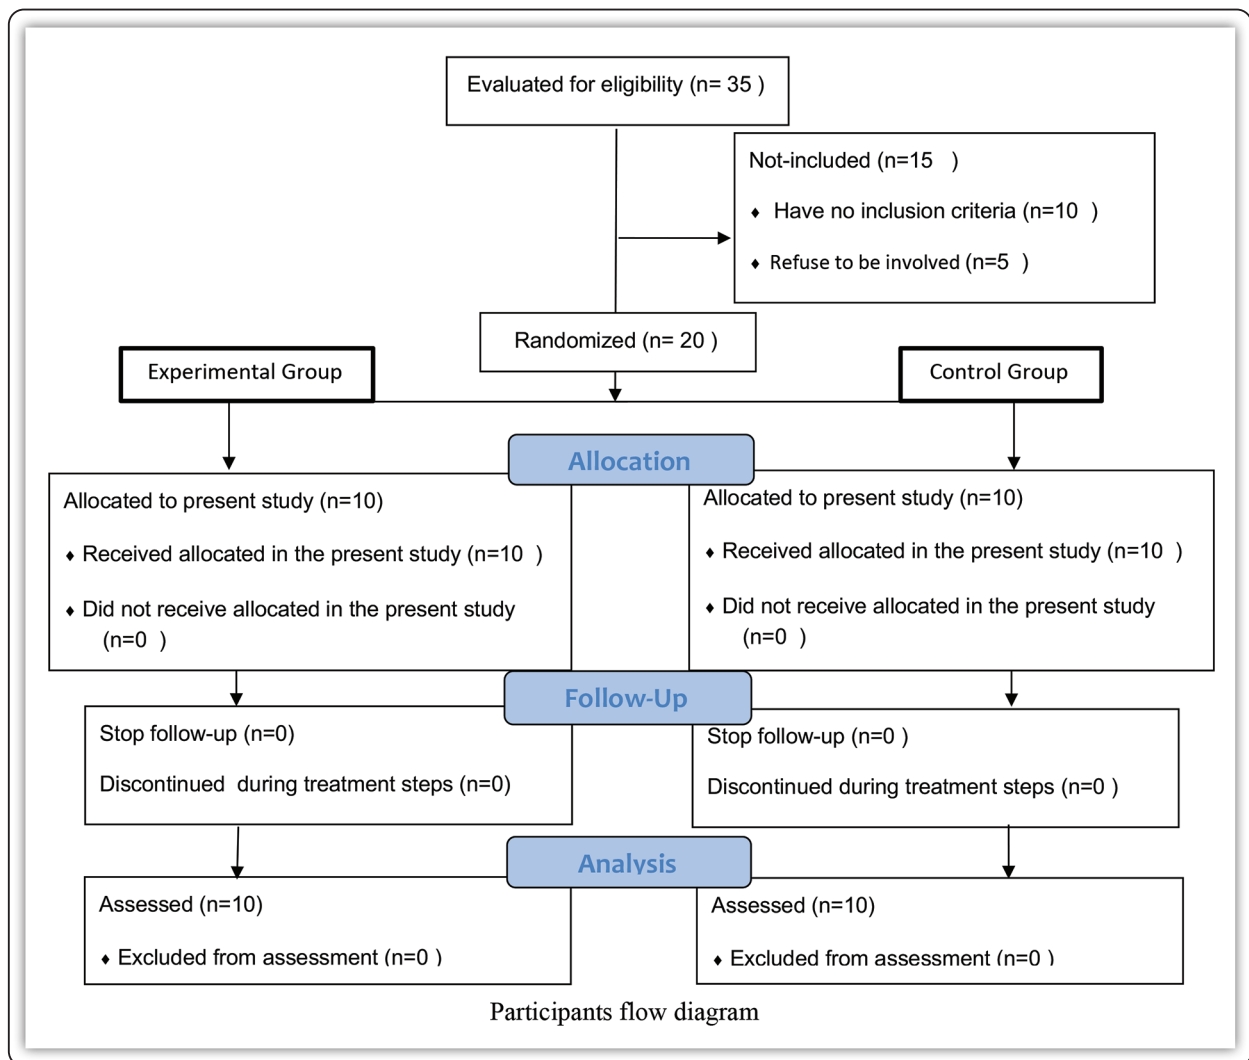 Evaluated for eligibility (n= 35 )
Not-included (n=15 )
♦ Have no inclusion criteria (n=10 )
♦ Refuse to be involved (n=5 )
Randomized (n= 20 )
Experimental Group
Control Group
Allocation
Allocated to present study (n=10)
♦ Received allocated in the present study (n=10 )
♦ Did not receive allocated in the present study
(n=0 )
Allocated to present study (n=10)
♦ Received allocated in the present study (n=10 )
♦ Did not receive allocated in the present study
(n=0 )
Follow-Up
Stop follow-up (n=0)
Discontinued during treatment steps (n=0)
Stop follow-up (n=0 )
Discontinued during treatment steps (n=0 )
Analysis
Assessed (n=10)
♦ Excluded from assessment (n=0 )
Assessed (n=10)
♦ Excluded from assessment (n=0 )
Participants flow diagram